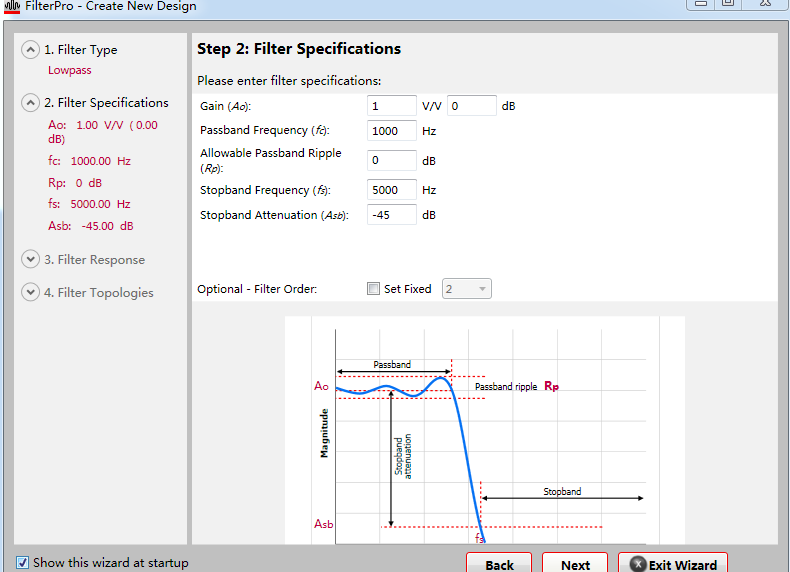 FilterPro - Create New Design
1. Filter Type
Lowpass
2. Filter Specifications
Ao: 1.00 V/V ( 0.00
dB)
fc: 1000.00 Hz
Rp: 0 dB
fs: 5000.00 Hz
Asb: -45.00 dB
3. Filter Response
4. Filter Topologies
Step 2: Filter Specifications
Please enter filter specifications:
Gain (Ao): 1 V/V 0 dB
Passband Frequency (fc): 1000 Hz
Allowable Passband Ripple
(Rp): 0 dB
Stopband Frequency (fs): 5000 Hz
Stopband Attenuation (Asb): -45 dB
Optional - Filter Order: Set Fixed 2
Passband
Ao
Passband ripple Rp
Magnitude
Stopband
attenuation
Stopband
Asb
fs
Show this wizard at startup
Back Next Exit Wizard